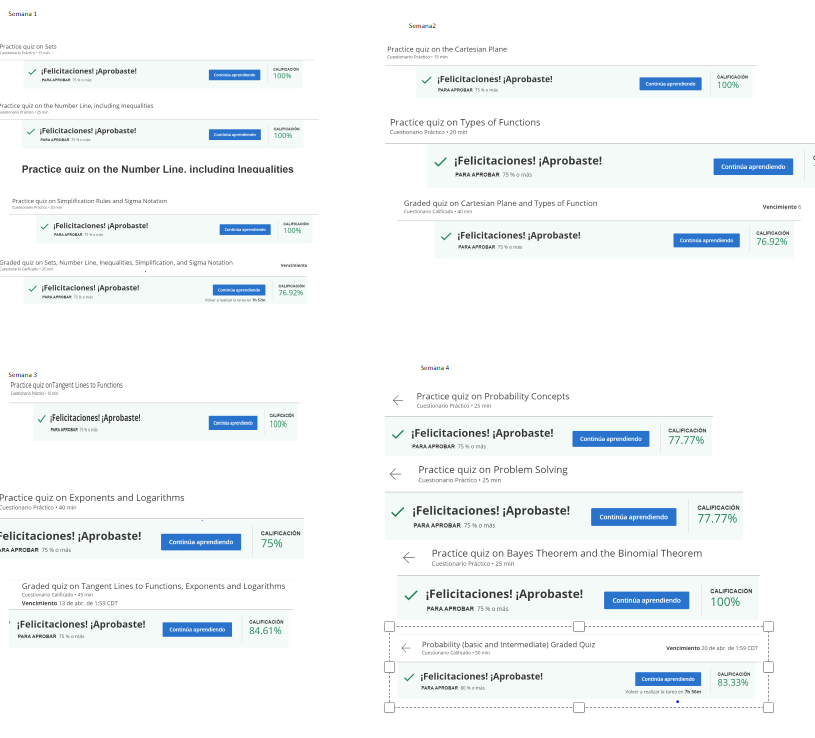 Semana 1
Practice quiz on Sets
Cuestionario Práctico • 15 min
¡Felicitaciones! ¡Aprobaste!
PARA APROBAR 75 % o más
Continúa aprendiendo
CALIFICACIÓN
100%
Practice quiz on the Number Line, including Inequalities
Cuestionario Práctico • 25 min
¡Felicitaciones! ¡Aprobaste!
PARA APROBAR 75 % o más
Continúa aprendiendo
CALIFICACIÓN
100%
Practice quiz on the Number Line, including Inequalities
Practice quiz on Simplification Rules and Sigma Notation
Cuestionario Práctico • 20 min
¡Felicitaciones! ¡Aprobaste!
PARA APROBAR 75 % o más
Continúa aprendiendo
CALIFICACIÓN
100%
Graded quiz on Sets, Number Line, Inequalities, Simplification, and Sigma Notation
Vencimiento
Cuestionario Calificado
¡Felicitaciones! ¡Aprobaste!
PARA APROBAR 75 % o más
Continúa aprendiendo
Volver a realizar la tarea en 7h 57m
CALIFICACIÓN
76.92%
Semana2
Practice quiz on the Cartesian Plane
Cuestionario Práctico • 15 min
¡Felicitaciones! ¡Aprobaste!
PARA APROBAR 75 % o más
Continúa aprendiendo
CALIFICACIÓN
100%
Practice quiz on Types of Functions
Cuestionario Práctico • 20 min
¡Felicitaciones! ¡Aprobaste!
PARA APROBAR 75 % o más
Continúa aprendiendo
Graded quiz on Cartesian Plane and Types of Function
Cuestionario Calificado • 40 min
Vencimiento 6
¡Felicitaciones! ¡Aprobaste!
PARA APROBAR 75 % o más
Continúa aprendiendo
CALIFICACIÓN
76.92%
Semana 3
Practice quiz onTangent Lines to Functions
Cuestionario Práctico • 10 min
¡Felicitaciones! ¡Aprobaste!
PARA APROBAR 75 % o más
Continúa aprendiendo
CALIFICACIÓN
100%
Practice quiz on Exponents and Logarithms
Cuestionario Práctico • 40 min
Felicitaciones! ¡Aprobaste!
ARA APROBAR 75 % o más
Continúa aprendiendo
CALIFICACIÓN
75%
Graded quiz on Tangent Lines to Functions, Exponents and Logarithms
Cuestionario Calificado • 45 min
Vencimiento 13 de abr. de 1:59 CDT
¡Felicitaciones! ¡Aprobaste!
PARA APROBAR 75 % o más
Continúa aprendiendo
CALIFICACIÓN
84.61%
Semana 4
Practice quiz on Probability Concepts
Cuestionario Práctico • 25 min
¡Felicitaciones! ¡Aprobaste!
PARA APROBAR 75 % o más
Continúa aprendiendo
CALIFICACIÓN
77.77%
Practice quiz on Problem Solving
Cuestionario Práctico • 25 min
¡Felicitaciones! ¡Aprobaste!
PARA APROBAR 75 % o más
Continúa aprendiendo
CALIFICACIÓN
77.77%
Practice quiz on Bayes Theorem and the Binomial Theorem
Cuestionario Práctico • 25 min
¡Felicitaciones! ¡Aprobaste!
PARA APROBAR 75 % o más
Continúa aprendiendo
CALIFICACIÓN
100%
Probability (basic and Intermediate) Graded Quiz
Cuestionario Calificado • 50 min
Vencimiento 20 de abr. de 1:59 CDT
¡Felicitaciones! ¡Aprobaste!
PARA APROBAR 80 % o más
Continúa aprendiendo
Volver a realizar la tarea en 7h 56m
CALIFICACIÓN
83.33%